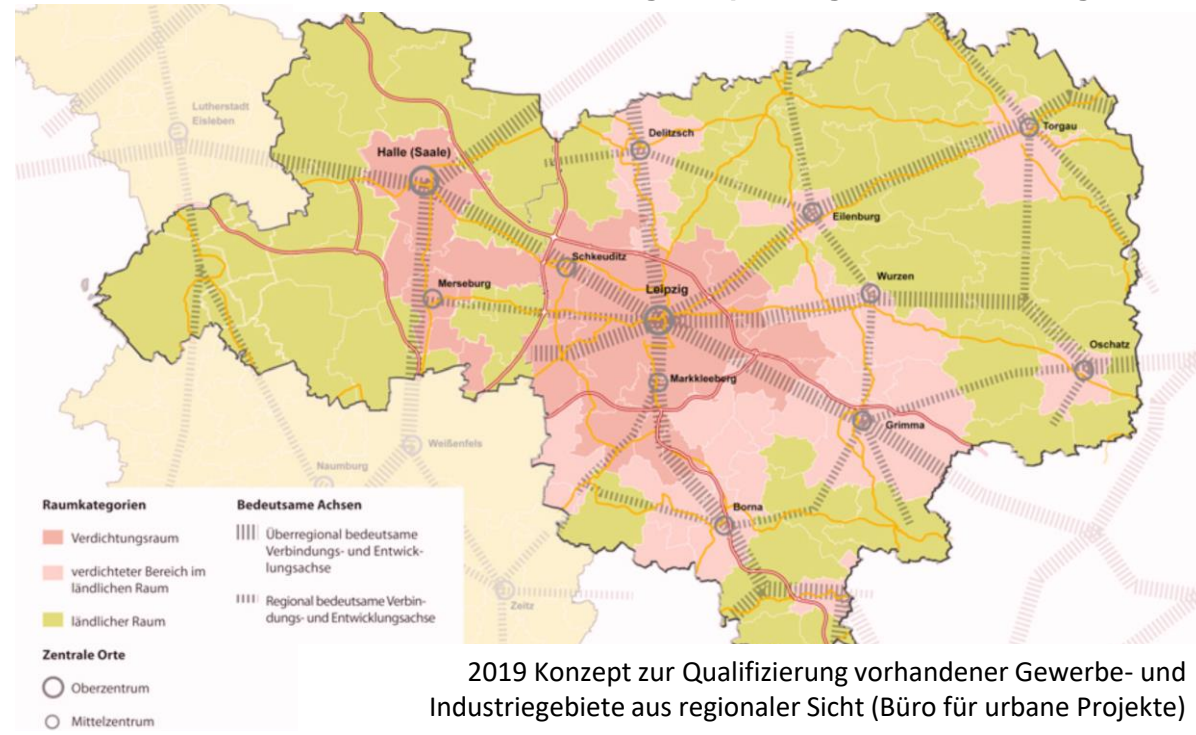 Lutherstadt
Eisleben
Halle (Saale)
Delitzsch
Torgau
Eilenburg
Schkeuditz
Merseburg
Leipzig
Wurzen
Oschatz
Markkleeberg
Grimma
Weißenfels
Naumburg
Borna
Zeitz
Raumkategorien
Verdichtungsraum
verdichteter Bereich im
ländlichen Raum
ländlicher Raum
Zentrale Orte
Oberzentrum
Mittelzentrum
Bedeutsame Achsen
Überregional bedeutsame
Verbindungs- und Entwick-
lungsachse
Regional bedeutsame Verbin-
dungs- und Entwicklungsachse
2019 Konzept zur Qualifizierung vorhandener Gewerbe- und
Industriegebiete aus regionaler Sicht (Büro für urbane Projekte)